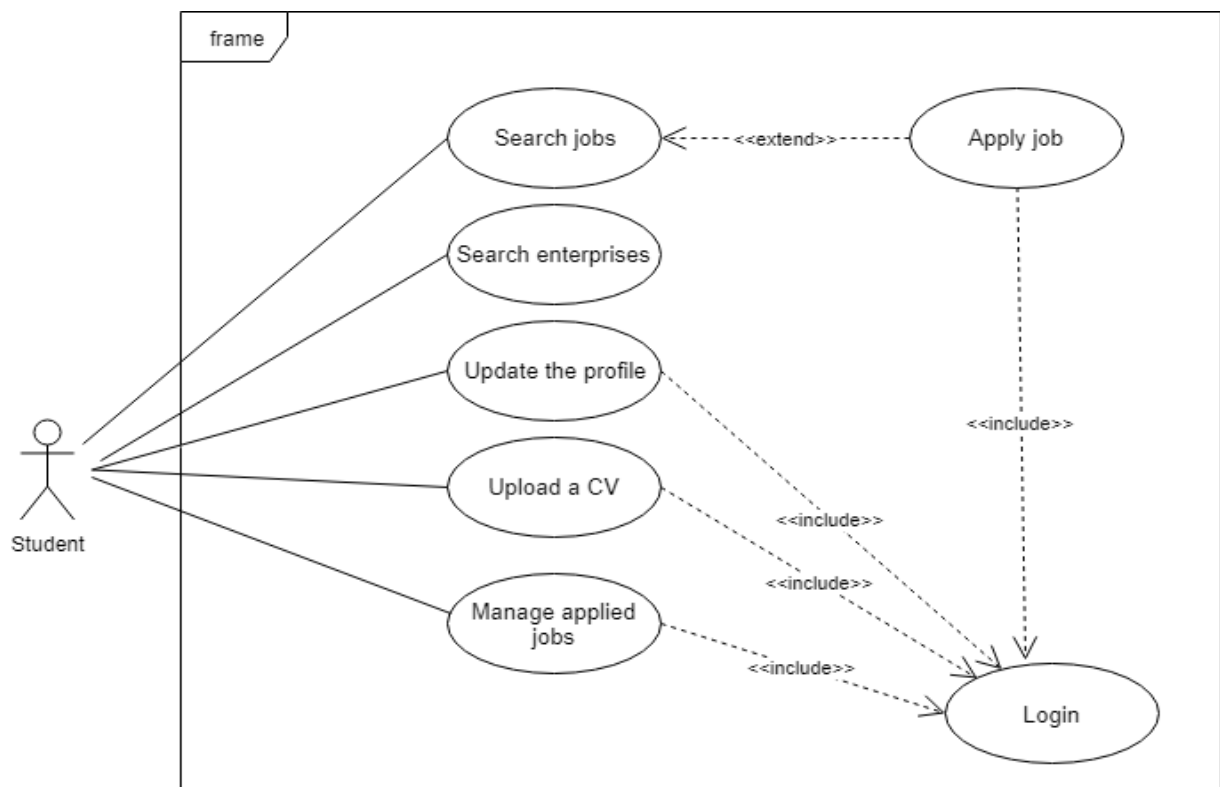 frame
Search jobs
<<extend>>
Apply job
Search enterprises
Update the profile
<<include>>
Student
Upload a CV
<<include>>
<<include>>
Manage applied
jobs
<<include>>
Login